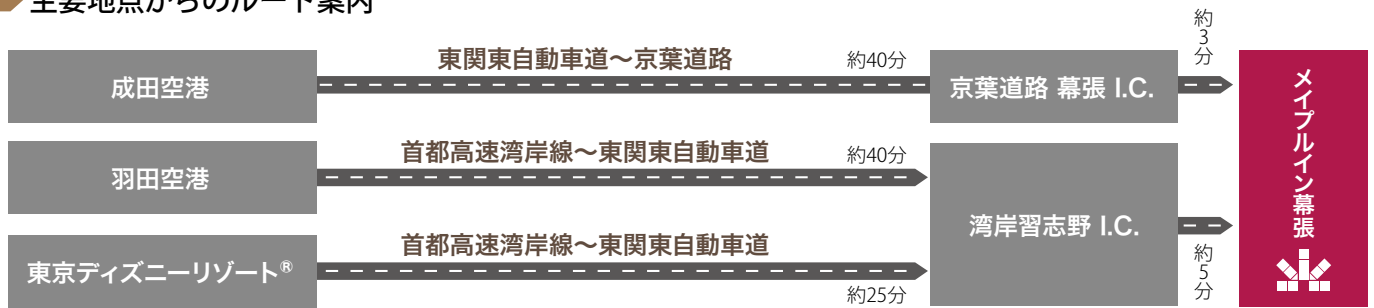 主要地点からのルート案内
成田空港
東関東自動車道～京葉道路
約40分
京葉道路 幕張 I.C.
約3分
羽田空港
首都高速湾岸線～東関東自動車道
約40分
東京ディズニーリゾート®
首都高速湾岸線～東関東自動車道
約25分
湾岸習志野 I.C.
約5分
メイプルイン幕張